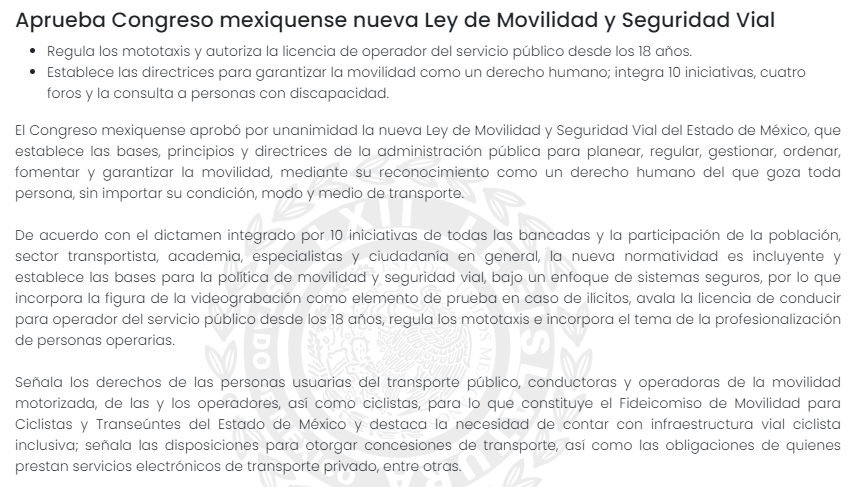 Aprueba Congreso mexiquense nueva Ley de Movilidad y Seguridad Vial
• Regula los mototaxis y autoriza la licencia de operador del servicio público desde los 18 años.
• Establece las directrices para garantizar la movilidad como un derecho humano; integra 10 iniciativas, cuatro
foros y la consulta a personas con discapacidad.
El Congreso mexiquense aprobó por unanimidad la nueva Ley de Movilidad y Seguridad Vial del Estado de México, que
establece las bases, principios y directrices de la administración pública para planear, regular, gestionar, ordenar,
fomentar y garantizar la movilidad, mediante su reconocimiento como un derecho humano del que goza toda
persona, sin importar su condición, modo y medio de transporte.
De acuerdo con el dictamen integrado por 10 iniciativas de todas las bancadas y la participación de la población,
sector transportista, academia, especialistas y ciudadanía en general, la nueva normatividad es incluyente y
establece las bases para la política de movilidad y seguridad vial, bajo un enfoque de sistemas seguros, por lo que
incorpora la figura de la videograbación como elemento de prueba en caso de ilícitos, avala la licencia de conducir
para operador del servicio público desde los 18 años, regula los mototaxis e incorpora el tema de la profesionalización
de personas operarias.
Señala los derechos de las personas usuarias del transporte público, conductoras y operadoras de la movilidad
motorizada, de las y los operadores, así como ciclistas, para lo que constituye el Fideicomiso de Movilidad para
Ciclistas y Transeúntes del Estado de México y destaca la necesidad de contar con infraestructura vial ciclista
inclusiva; señala las disposiciones para otorgar concesiones de transporte, así como las obligaciones de quienes
prestan servicios electrónicos de transporte privado, entre otras.